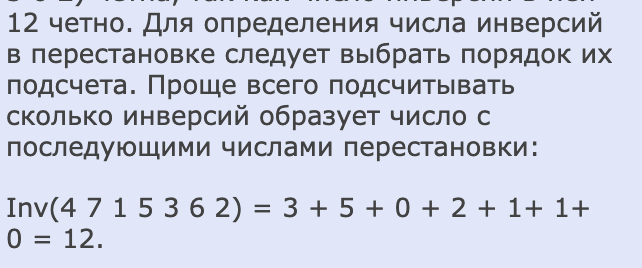 12 четно. Для определения числа инверсий
в перестановке следует выбрать порядок их
подсчета. Проще всего подсчитывать
сколько инверсий образует число с
последующими числами перестановки:
Inv(4 7 1 5 3 6 2) = 3 + 5 + 0 + 2 + 1+ 1+
0 = 12.